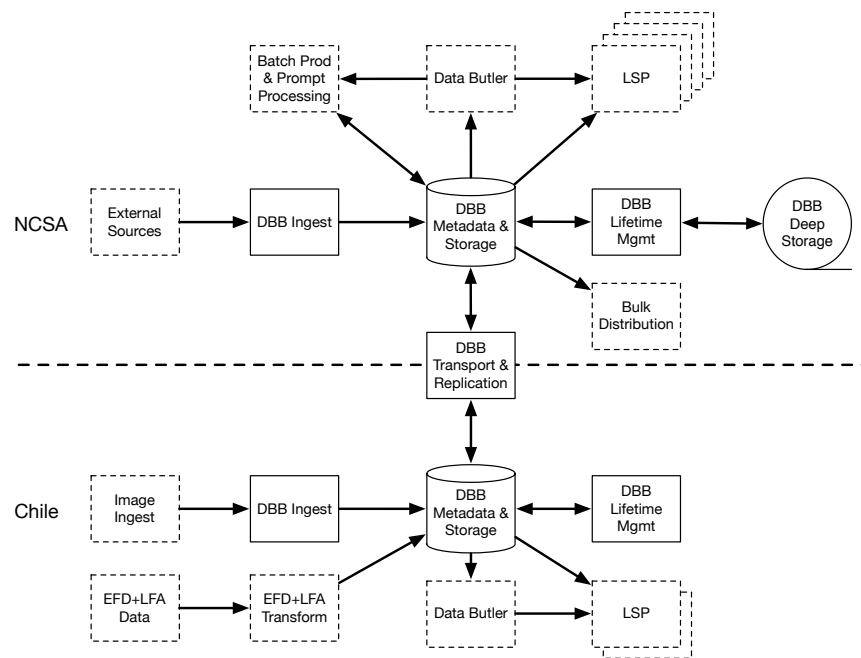 Batch Prod
& Prompt
Processing
Data Butler
LSP
NCSA
External
Sources
DBB Ingest
DBB
Metadata &
Storage
DBB
Lifetime
Mgmt
DBB
Deep
Storage
Bulk
Distribution
DBB
Transport &
Replication
Chile
Image
Ingest
DBB Ingest
DBB
Metadata &
Storage
DBB
Lifetime
Mgmt
EFD+LFA
Data
EFD+LFA
Transform
Data Butler
LSP